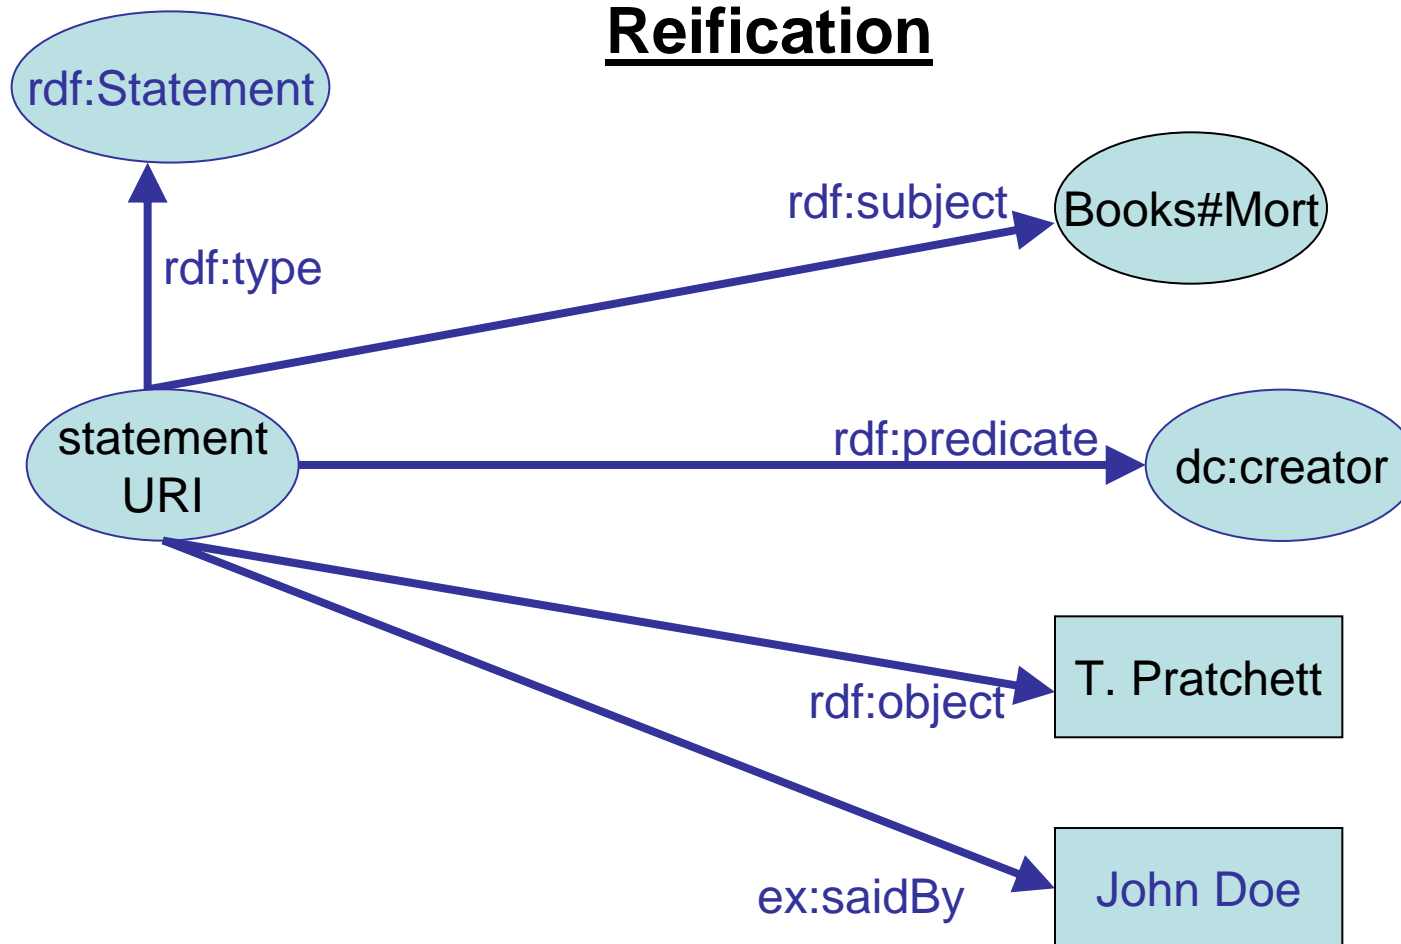 Reification
rdf:Statement
rdf:subject
Books#Mort
rdf:type
statement
URI
rdf:predicate
dc:creator
rdf:object
T. Pratchett
ex:saidBy
John Doe